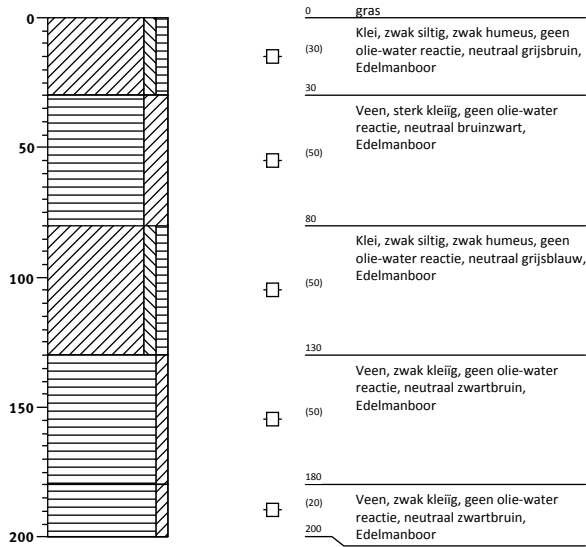 0
50
100
150
200
0
gras
(30)
Klei, zwak siltig, zwak humeus, geen
olie-water reactie, neutraal grijsbruin,
Edelmanboor
30
(50)
Veen, sterk kleiïg, geen olie-water
reactie, neutraal bruinzwart,
Edelmanboor
80
(50)
Klei, zwak siltig, zwak humeus, geen
olie-water reactie, neutraal grijsblauw,
Edelmanboor
130
(50)
Veen, zwak kleiïg, geen olie-water
reactie, neutraal zwartbruin,
Edelmanboor
180
(20)
Veen, zwak kleiïg, geen olie-water
reactie, neutraal zwartbruin,
Edelmanboor
200